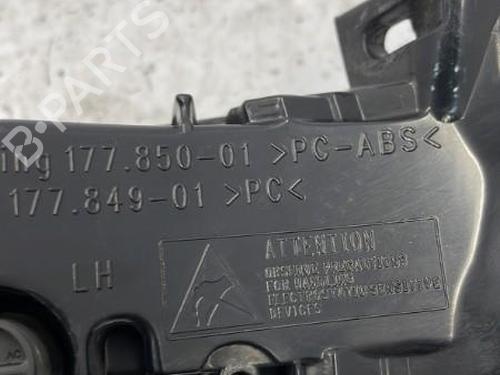 177.850-01 >PC-ABS<
177.849-01 >PC<
LH
ATTENTION
OBSERVE PRECAUTIONS
FOR HANDLING
ELECTROSTATIC SENSITIVE
DEVICES
AC
B-PARTS